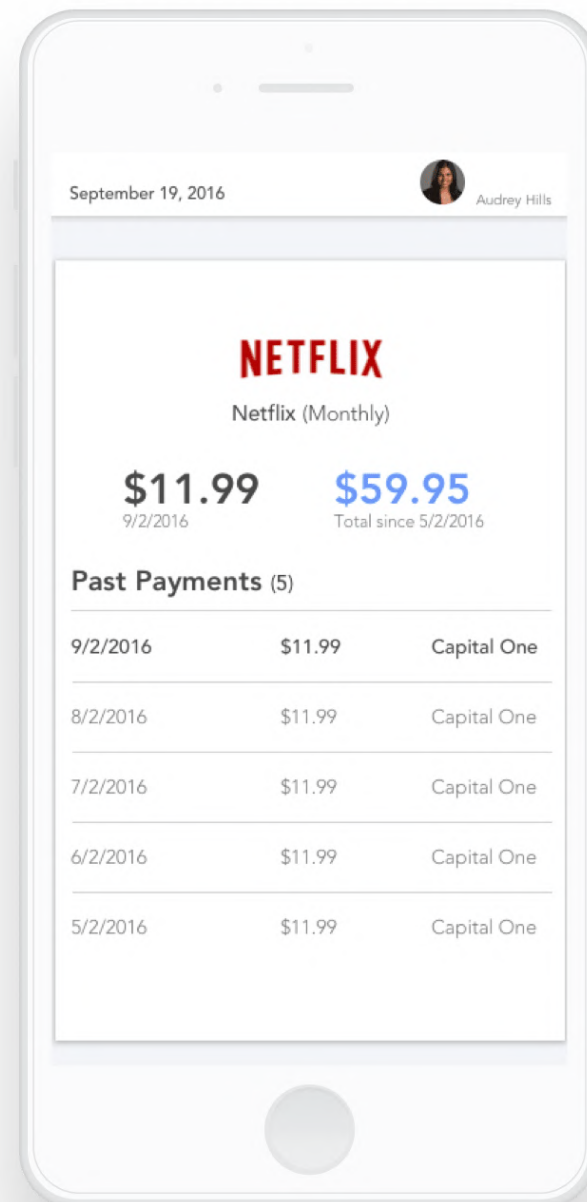 September 19, 2016 Audrey Hills
NETFLIX
Netflix (Monthly)
$11.99 $59.95
9/2/2016 Total since 5/2/2016
Past Payments (5)
9/2/2016 $11.99 Capital One
8/2/2016 $11.99 Capital One
7/2/2016 $11.99 Capital One
6/2/2016 $11.99 Capital One
5/2/2016 $11.99 Capital One